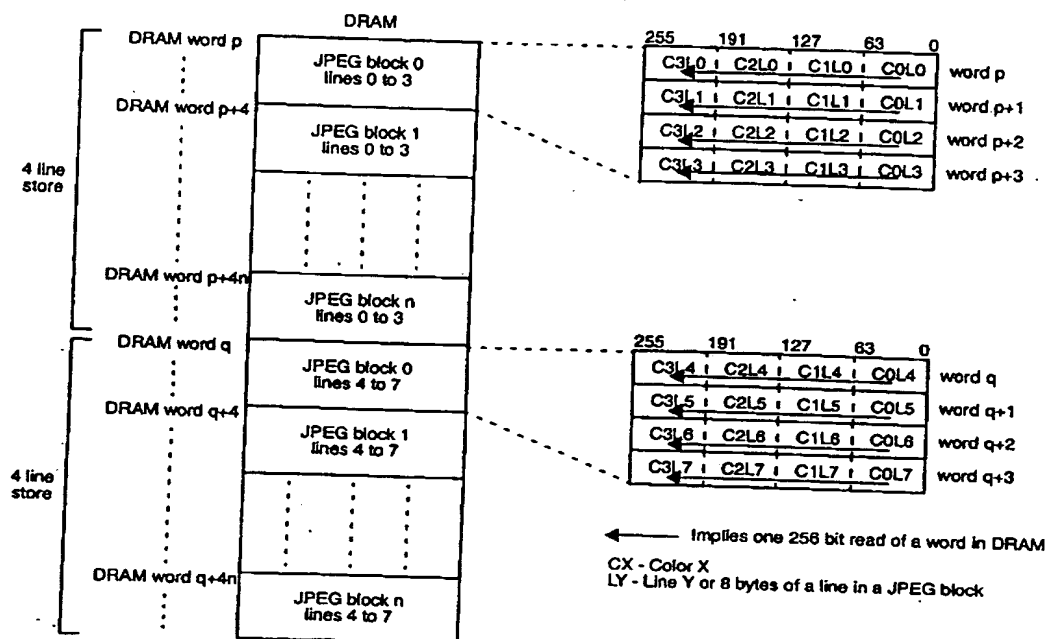 DRAM
DRAM word p
JPEG block 0
lines 0 to 3
DRAM word p+4
JPEG block 1
lines 0 to 3
4 line
store
DRAM word p+4n
JPEG block n
lines 0 to 3
DRAM word q
JPEG block 0
lines 4 to 7
DRAM word q+4
JPEG block 1
lines 4 to 7
4 line
store
DRAM word q+4n
JPEG block n
lines 4 to 7
255 191 127 63 0
C3L0 C2L0 C1L0 C0L0 word p
C3L1 C2L1 C1L1 C0L1 word p+1
C3L2 C2L2 C1L2 C0L2 word p+2
C3L3 C2L3 C1L3 C0L3 word p+3
255 191 127 63 0
C3L4 C2L4 C1L4 C0L4 word q
C3L5 C2L5 C1L5 C0L5 word q+1
C3L6 C2L6 C1L6 C0L6 word q+2
C3L7 C2L7 C1L7 C0L7 word q+3
Implies one 256 bit read of a word in DRAM
CX - Color X
LY - Line Y or 8 bytes of a line in a JPEG block